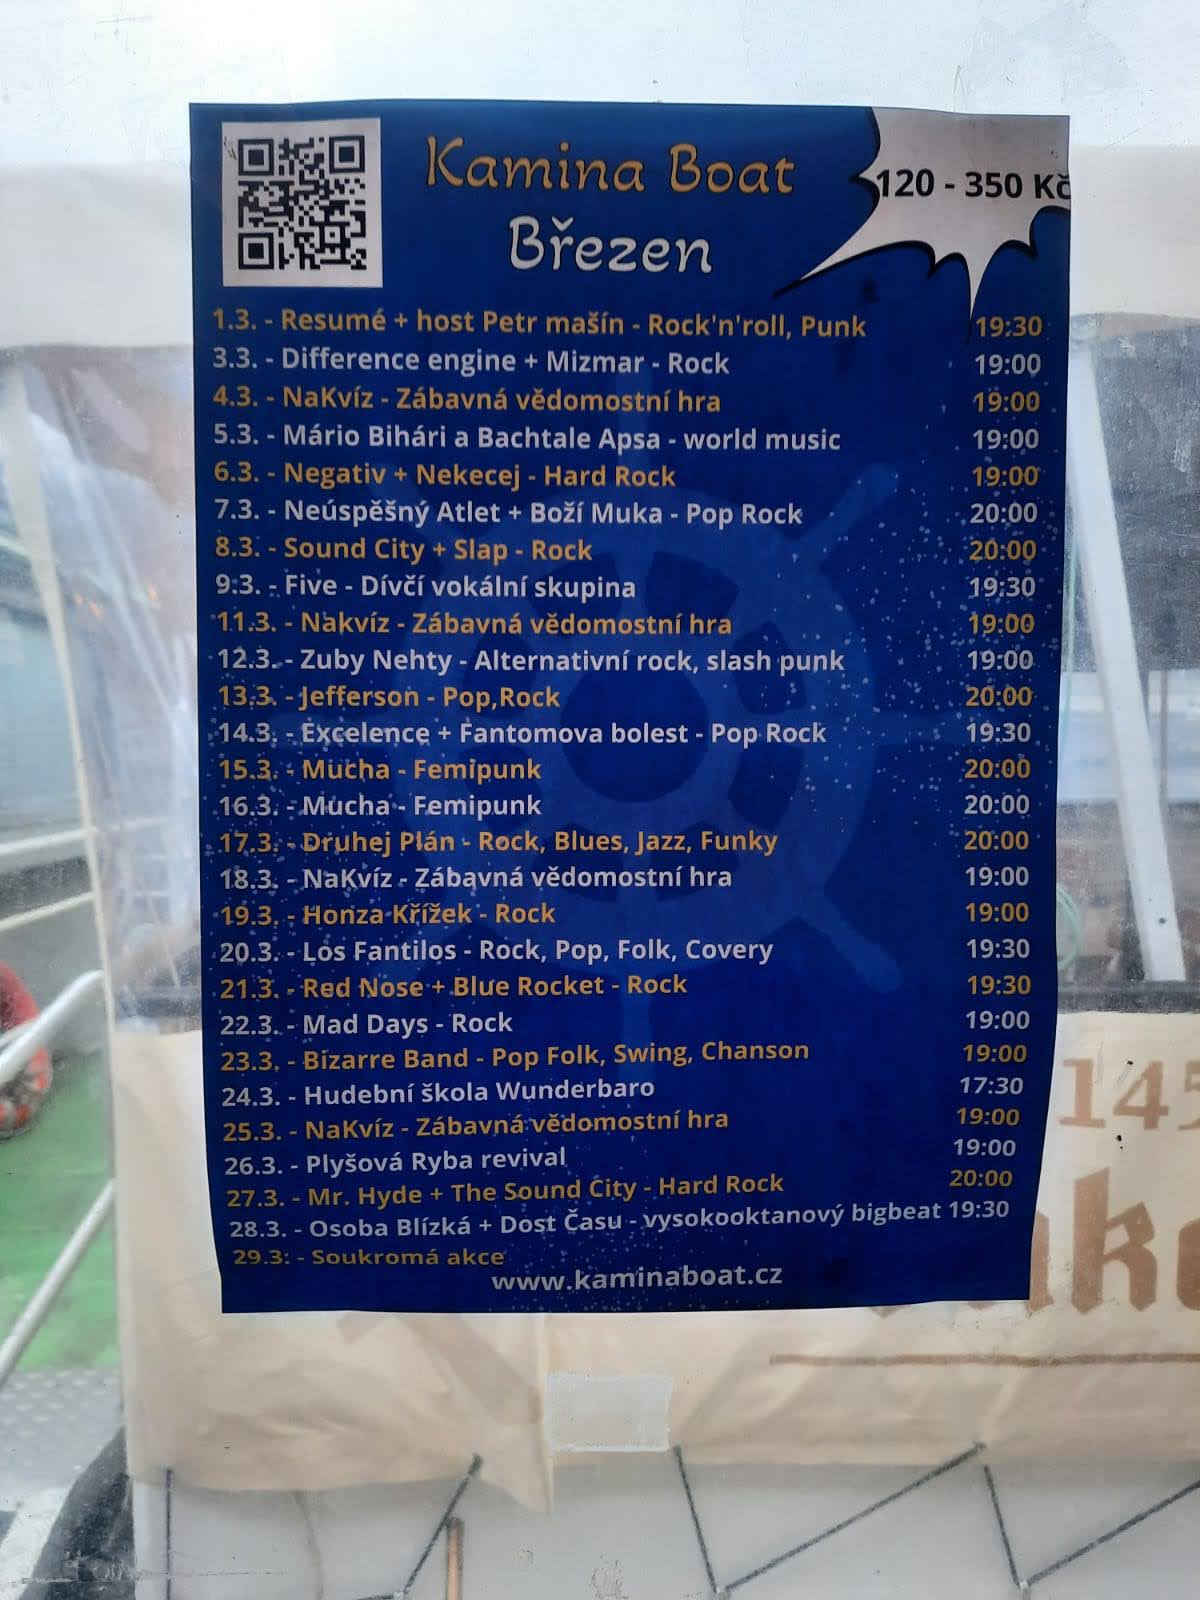 Kamina Boat
Březen
120 - 350 Kč
1.3. - Resumé + host Petr mašín - Rock'n'roll, Punk 19:30
3.3. - Difference engine + Mizmar - Rock 19:00
4.3. - NaKvíz - Zábavná vědomostní hra 19:00
5.3. - Mário Bihári a Bachtale Apsa - world music 19:00
6.3. - Negativ + Nekecej - Hard Rock 19:00
7.3. - Neúspěšný Atlet + Boží Muka - Pop Rock 20:00
8.3. - Sound City + Slap - Rock 20:00
9.3. - Five - Dívčí vokální skupina 19:30
11.3. - Nakvíz - Zábavná vědomostní hra 19:00
12.3. - Zuby Nehty - Alternativní rock, slash punk 19:00
13.3. - Jefferson - Pop,Rock 20:00
14.3. - Excelence + Fantomova bolest - Pop Rock 19:30
15.3. - Mucha - Femipunk 20:00
16.3. - Mucha - Femipunk 20:00
17.3. - Druhej Plán - Rock, Blues, Jazz, Funky 20:00
18.3. - NaKvíz - Zábavná vědomostní hra 19:00
19.3. - Honza Křížek - Rock 19:00
20.3. - Los Fantilos - Rock, Pop, Folk, Covery 19:30
21.3. - Red Nose + Blue Rocket - Rock 19:30
22.3. - Mad Days - Rock 19:00
23.3. - Bizarre Band - Pop Folk, Swing, Chanson 19:00
24.3. - Hudební škola Wunderbaro 17:30
25.3. - NaKvíz - Zábavná vědomostní hra 19:00
26.3. - Plyšová Ryba revival 19:00
27.3. - Mr. Hyde + The Sound City - Hard Rock 20:00
28.3. - Osoba Blízká + Dost Času - vysokooktanový bigbeat 19:30
29.3: - Soukromá akce
www.kaminaboat.cz
145